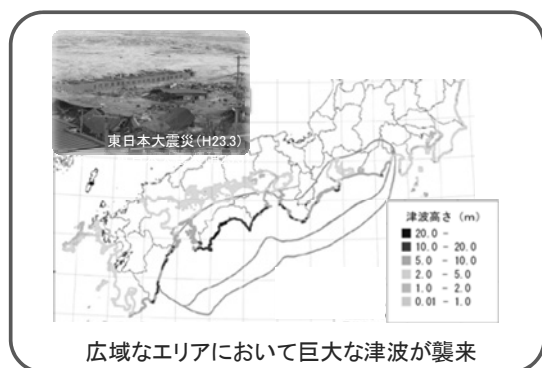 東日本大震災(H23.3)
津波高さ (m)
20.0 -
10.0 - 20.0
5.0 - 10.0
2.0 - 5.0
1.0 - 2.0
0.01 - 1.0
広域なエリアにおいて巨大な津波が襲来